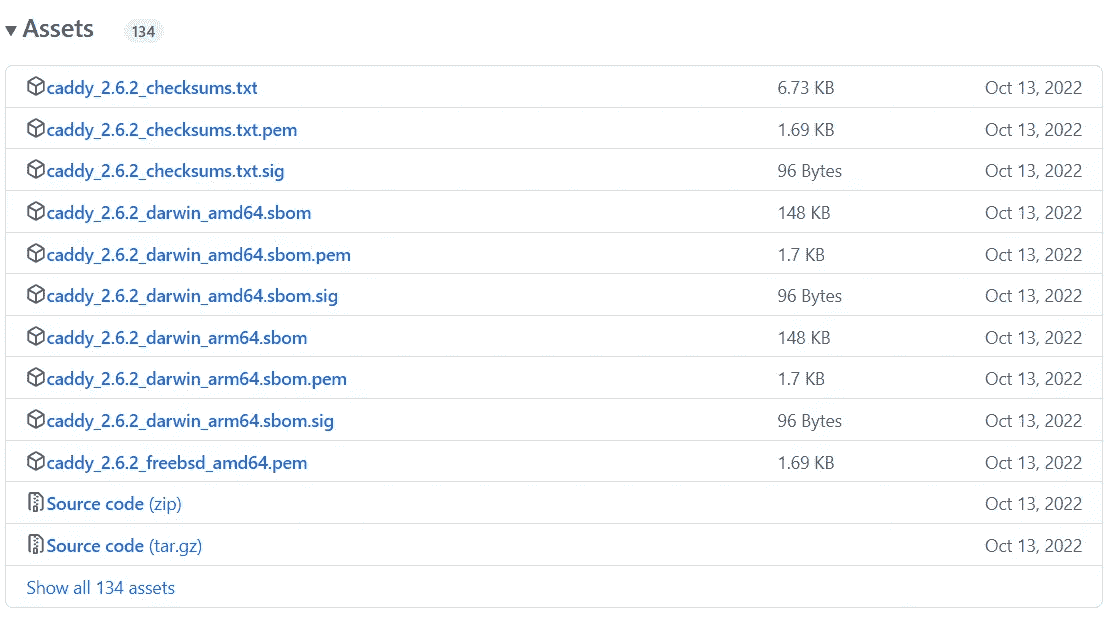 Assets 134
caddy_2.6.2_checksums.txt 6.73 KB Oct 13, 2022
caddy_2.6.2_checksums.txt.pem 1.69 KB Oct 13, 2022
caddy_2.6.2_checksums.txt.sig 96 Bytes Oct 13, 2022
caddy_2.6.2_darwin_amd64.sbom 148 KB Oct 13, 2022
caddy_2.6.2_darwin_amd64.sbom.pem 1.7 KB Oct 13, 2022
caddy_2.6.2_darwin_amd64.sbom.sig 96 Bytes Oct 13, 2022
caddy_2.6.2_darwin_arm64.sbom 148 KB Oct 13, 2022
caddy_2.6.2_darwin_arm64.sbom.pem 1.7 KB Oct 13, 2022
caddy_2.6.2_darwin_arm64.sbom.sig 96 Bytes Oct 13, 2022
caddy_2.6.2_freebsd_amd64.pem 1.69 KB Oct 13, 2022
Source code (zip) Oct 13, 2022
Source code (tar.gz) Oct 13, 2022
Show all 134 assets